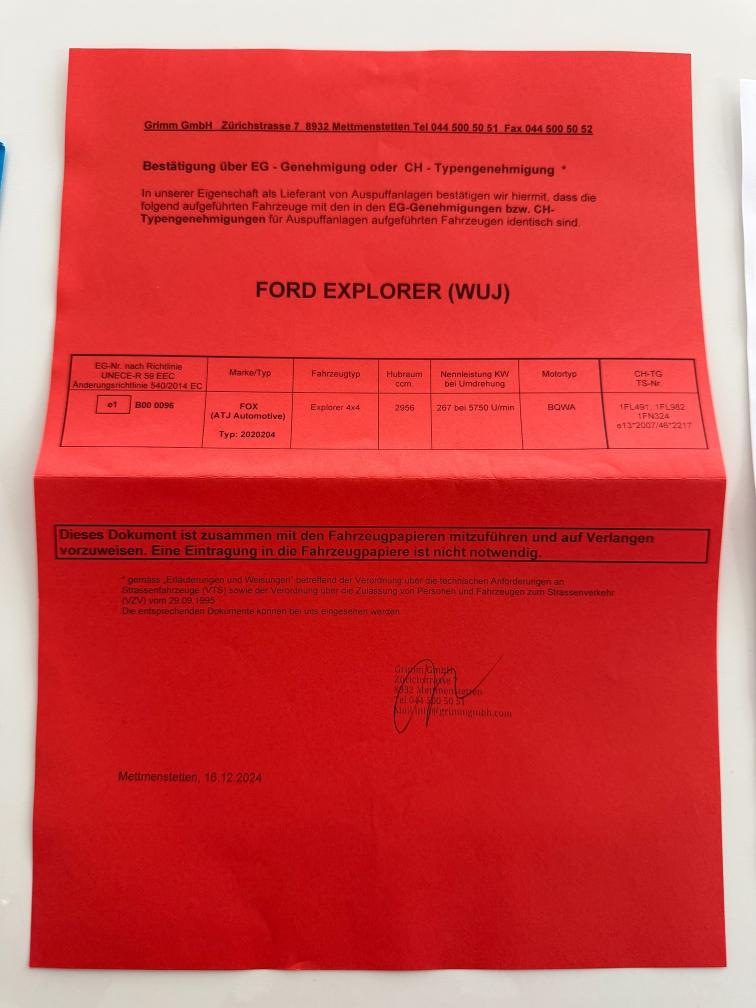 Grimm GmbH Zürichstrasse 7 8932 Mettmenstetten Tel 044 500 50 51 Fax 044 500 50 52
Bestätigung über EG - Genehmigung oder CH - Typengenehmigung *
In unserer Eigenschaft als Lieferant von Auspuffanlagen bestätigen wir hiermit, dass die
folgend aufgeführten Fahrzeuge mit den in den EG-Genehmigungen bzw. CH-
Typengenehmigungen für Auspuffanlagen aufgeführten Fahrzeugen identisch sind.
FORD EXPLORER (WUJ)
EG-Nr. nach Richtlinie
UNECE-R 59 EEC
Änderungsrichtlinie 540/2014 EC
Marke/Typ
Fahrzeugtyp
Hubraum
ccm.
Nennleistung KW
bei Umdrehung
Motortyp
CH-TG
TS-Nr.
e1 B00 0096
FOX
(ATJ Automotive)
Typ: 2020204
Explorer 4x4
2956
267 bei 5750 U/min
BQWA
1FL491, 1FL982
1FN324
e13*2007/46*2217
Dieses Dokument ist zusammen mit den Fahrzeugpapieren mitzuführen und auf Verlangen
vorzuweisen. Eine Eintragung in die Fahrzeugpapiere ist nicht notwendig.
* gemäss „Erläuterungen und Weisungen" betreffend der Verordnung über die technischen Anforderungen an
Strassenfahrzeuge (VTS) sowie der Verordnung über die Zulassung von Personen und Fahrzeugen zum Strassenverkehr
(VZV) vom 29.09.1995
Die entsprechenden Dokumente können bei uns eingesehen werden.
Grimm GmbH
Zürichstrasse 7
8932 Mettmenstetten
Tel 044 500 50 51
info@grimmgmbh.com
Mettmenstetten, 16.12.2024